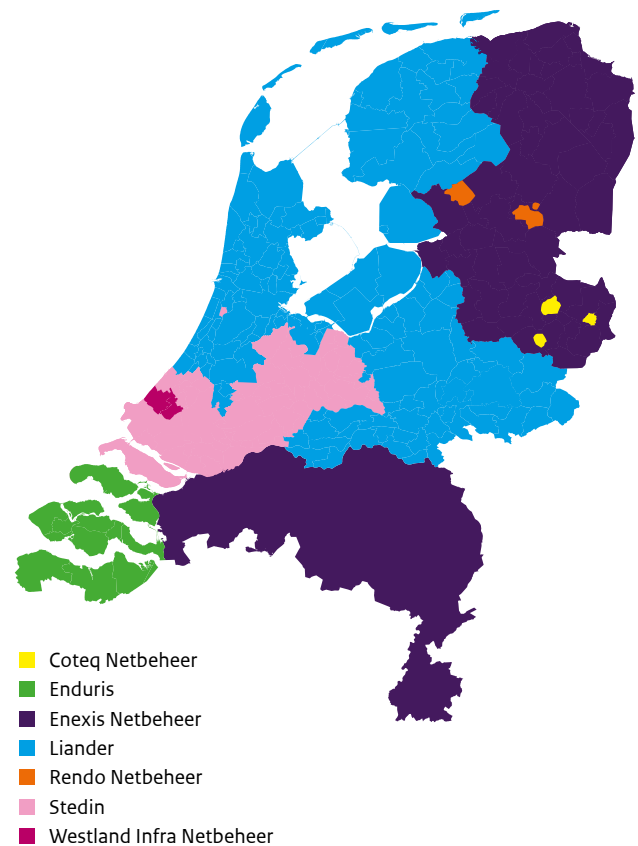 Coteq Netbeheer
Enduris
Enexis Netbeheer
Liander
Rendo Netbeheer
Stedin
Westland Infra Netbeheer